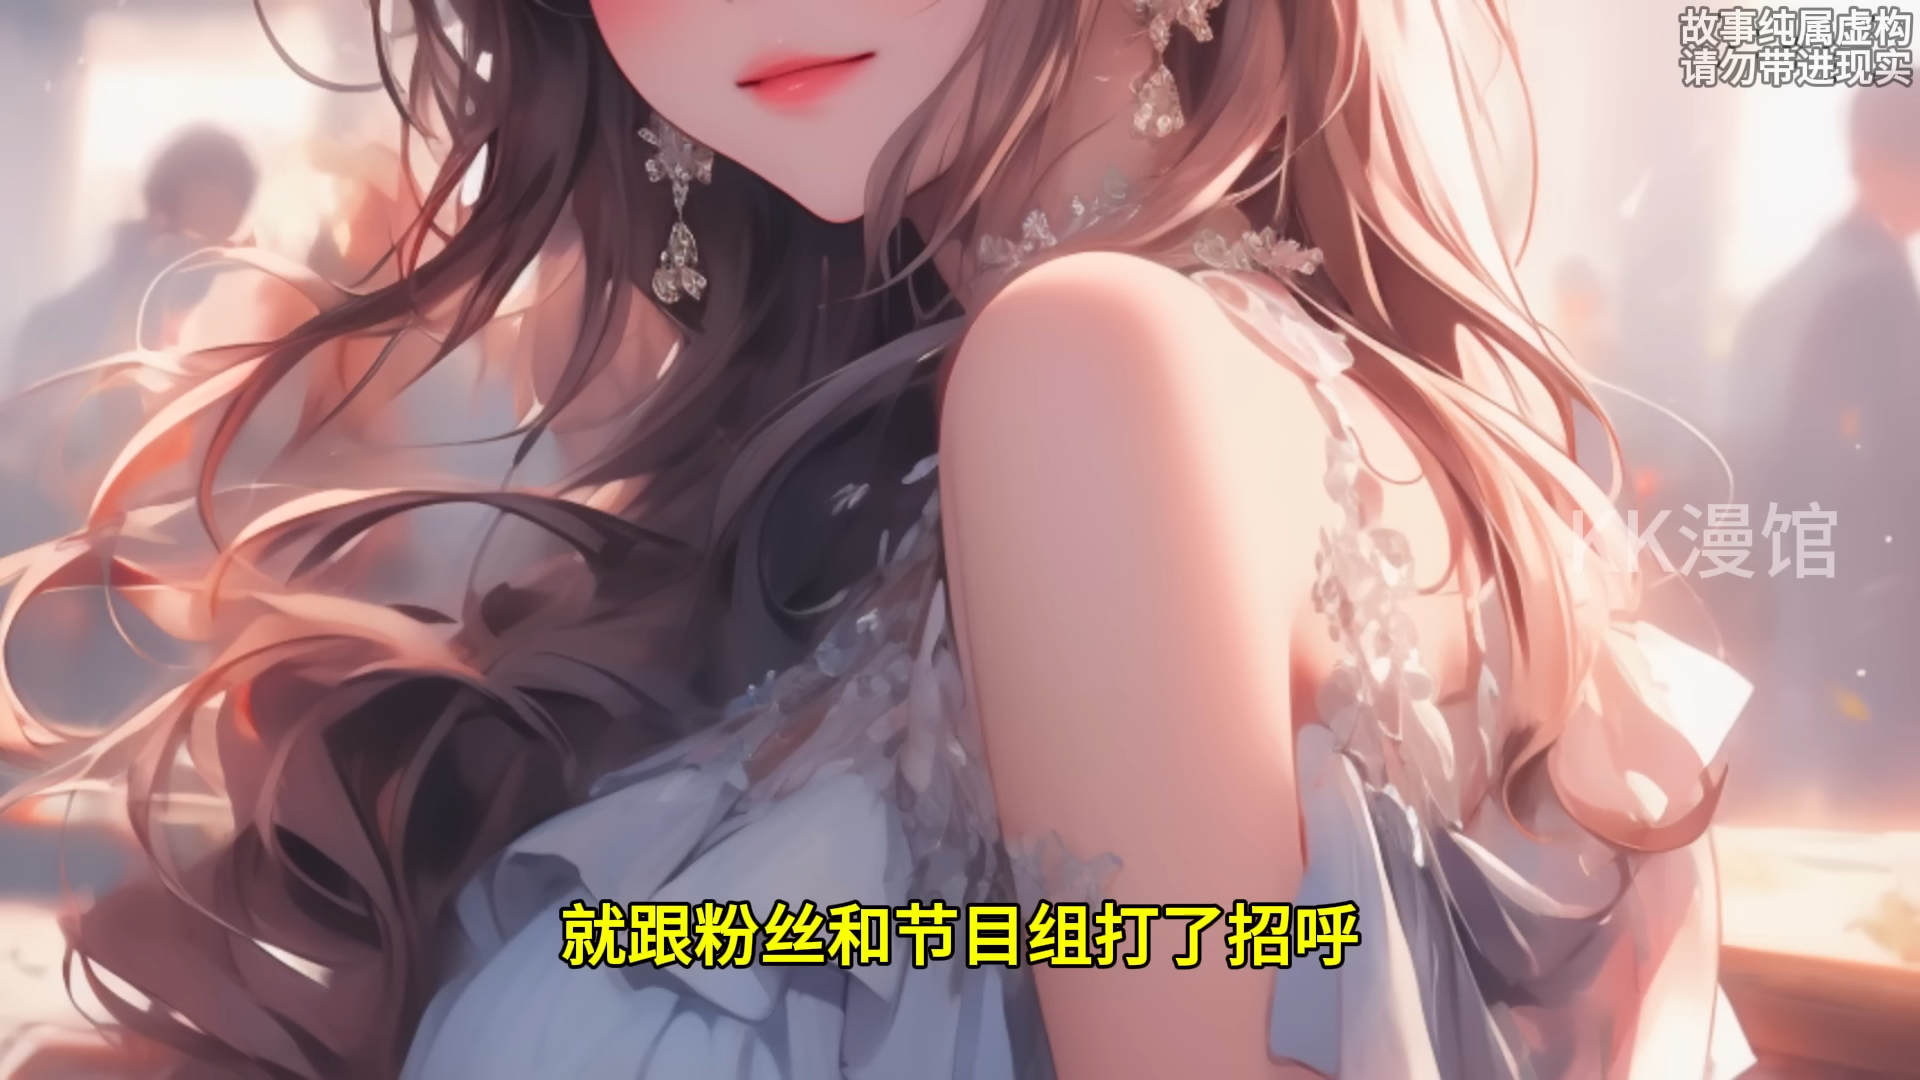 故事纯属虚构
请勿带进现实
KK漫馆
就跟粉丝和节目组打了招呼